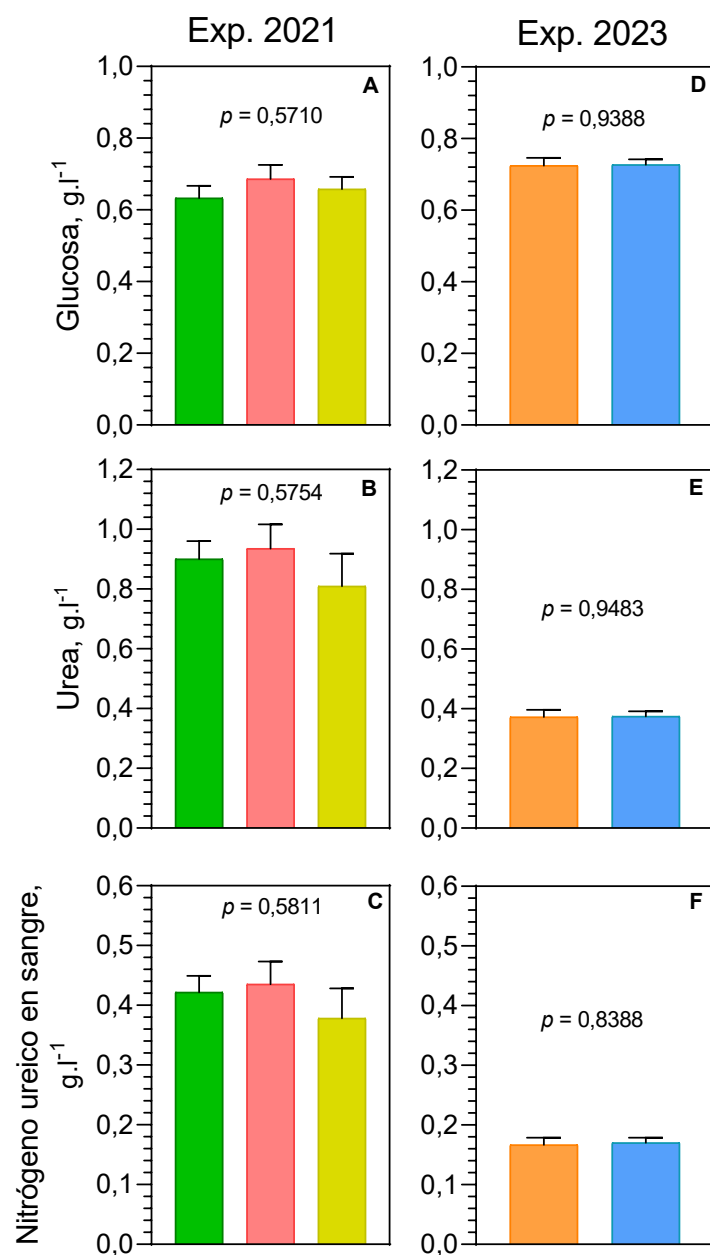 Exp. 2021
Exp. 2023
Glucosa, g.l⁻¹
1,0
0,8
0,6
0,4
0,2
0,0
A
p = 0,5710
1,0
0,8
0,6
0,4
0,2
0,0
D
p = 0,9388
Urea, g.l⁻¹
1,2
1,0
0,8
0,6
0,4
0,2
0,0
B
p = 0,5754
1,2
1,0
0,8
0,6
0,4
0,2
0,0
E
p = 0,9483
Nitrógeno ureico en sangre,
g.l⁻¹
0,6
0,5
0,4
0,3
0,2
0,1
0,0
C
p = 0,5811
0,6
0,5
0,4
0,3
0,2
0,1
0,0
F
p = 0,8388